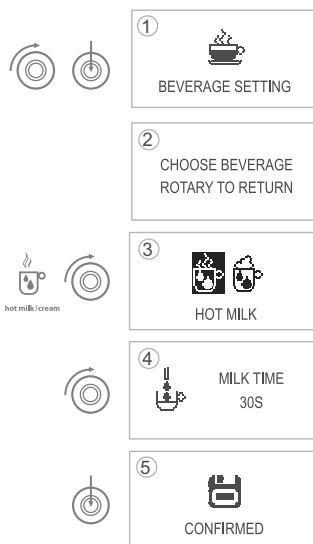 1
BEVERAGE SETTING
2
CHOOSE BEVERAGE
ROTARY TO RETURN
3
hot milk/cream
HOT MILK
4
MILK TIME
30S
5
CONFIRMED